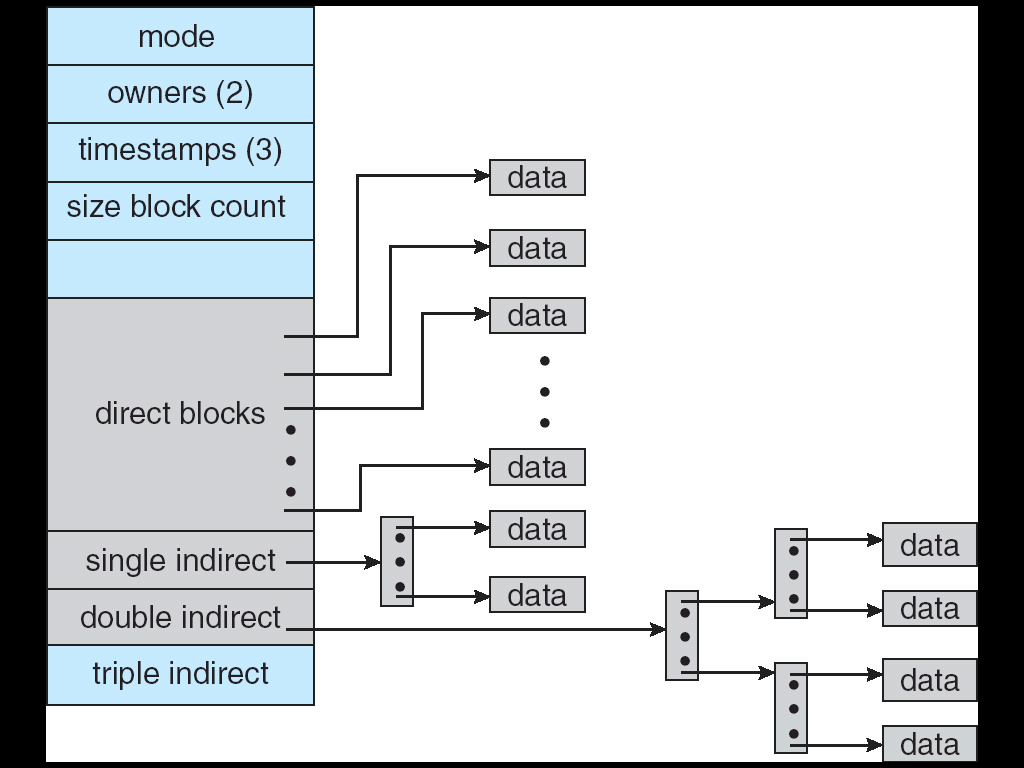 mode
owners (2)
timestamps (3)
size block count
direct blocks
single indirect
double indirect
triple indirect
data
data
data
data
data
data
data
data
data
data